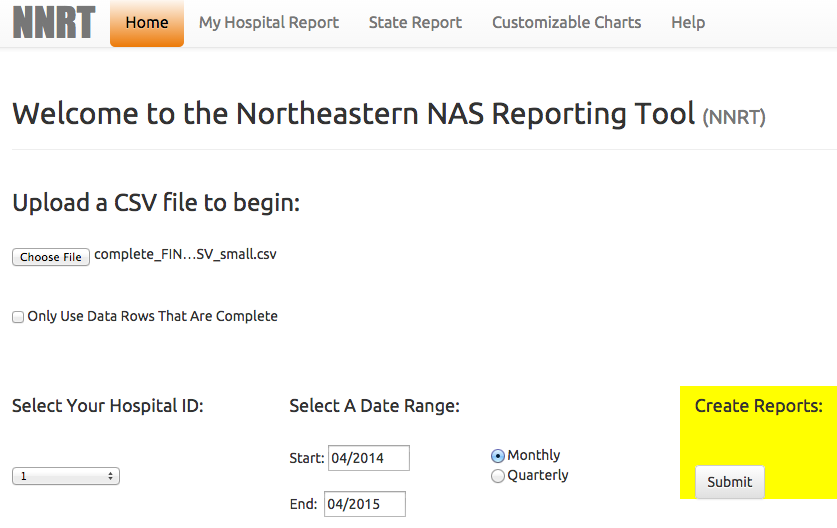 NNRT Home My Hospital Report State Report Customizable Charts Help
Welcome to the Northeastern NAS Reporting Tool (NNRT)
Upload a CSV file to begin:
Choose File complete_FIN...SV_small.csv
Only Use Data Rows That Are Complete
Select Your Hospital ID: Select A Date Range: Create Reports:
Start: 04/2014 Monthly
1 Quarterly Submit
End: 04/2015